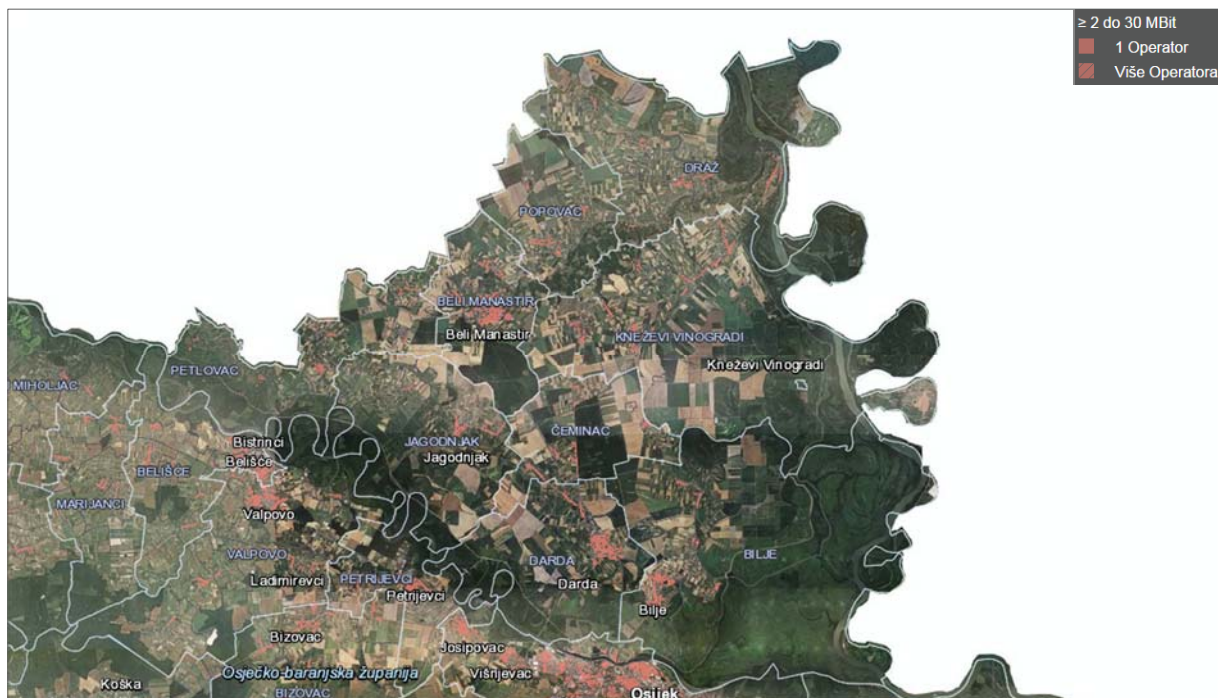 ≥ 2 do 30 MBit
1 Operator
Više Operatora
DRAŽ
POPOVAC
BELI MANASTIR
Beli Manastir
KNEŽEVI VINOGRADI
Kneževi Vinogradi
PETLOVAC
I MIHOLJAC
Bistrinci
JAGODNJAK
ČEMINAC
Jagodnjak
Belišće
BELIŠĆE
MARIJANCI
Valpovo
VALPOVO
DARDA
BILJE
Ladimirevci
PETRIJEVCI
Petrijevci
Darda
Bilje
Bizovac
Josipovac
Osječko-baranjska županija
Višnjevac
Koška
BIZOVAC
Osijek